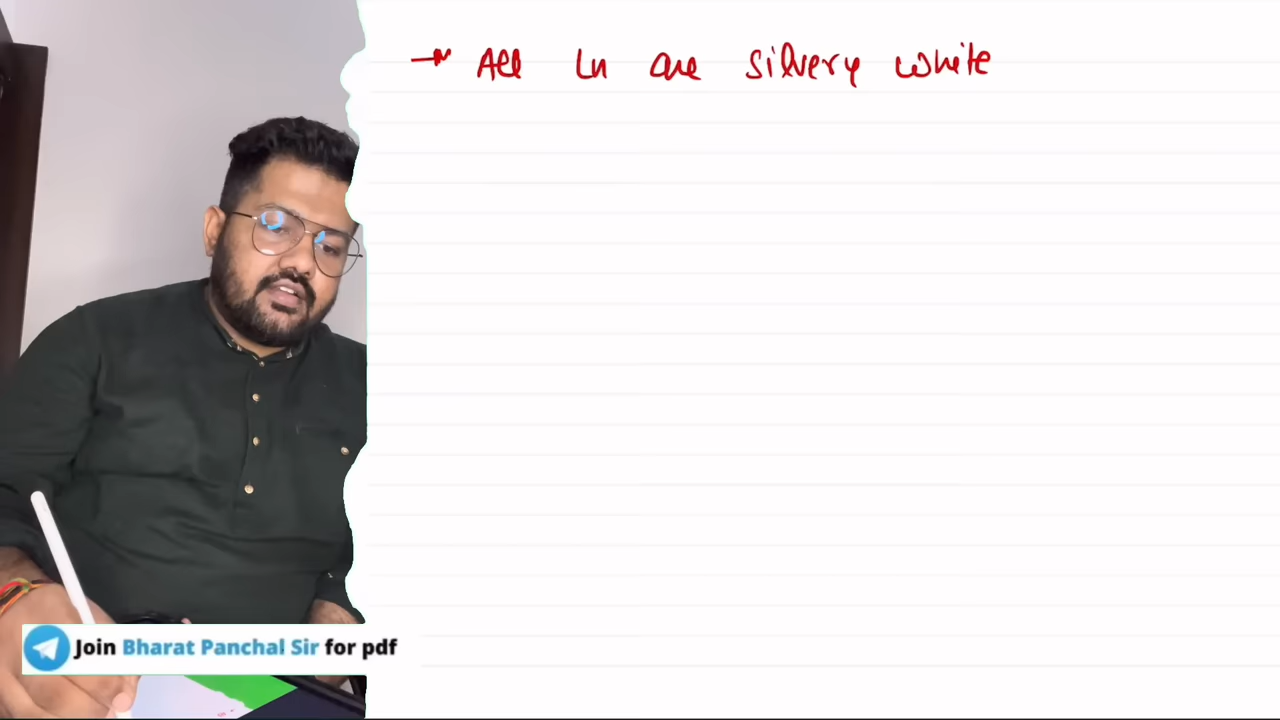 → All Ln are silvery white
Join Bharat Panchal Sir for pdf